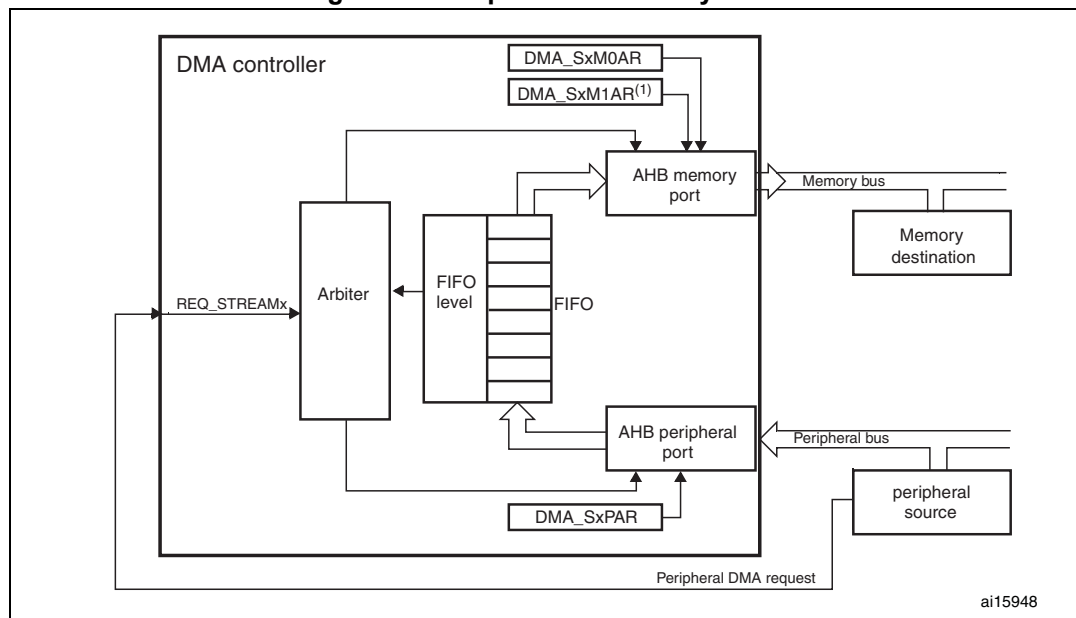 DMA controller
DMA_SxM0AR
DMA_SxM1AR(1)
AHB memory
port
Memory bus
Memory
destination
Arbiter
FIFO
level
FIFO
REQ_STREAMx
AHB peripheral
port
Peripheral bus
peripheral
source
DMA_SxPAR
Peripheral DMA request
ai15948